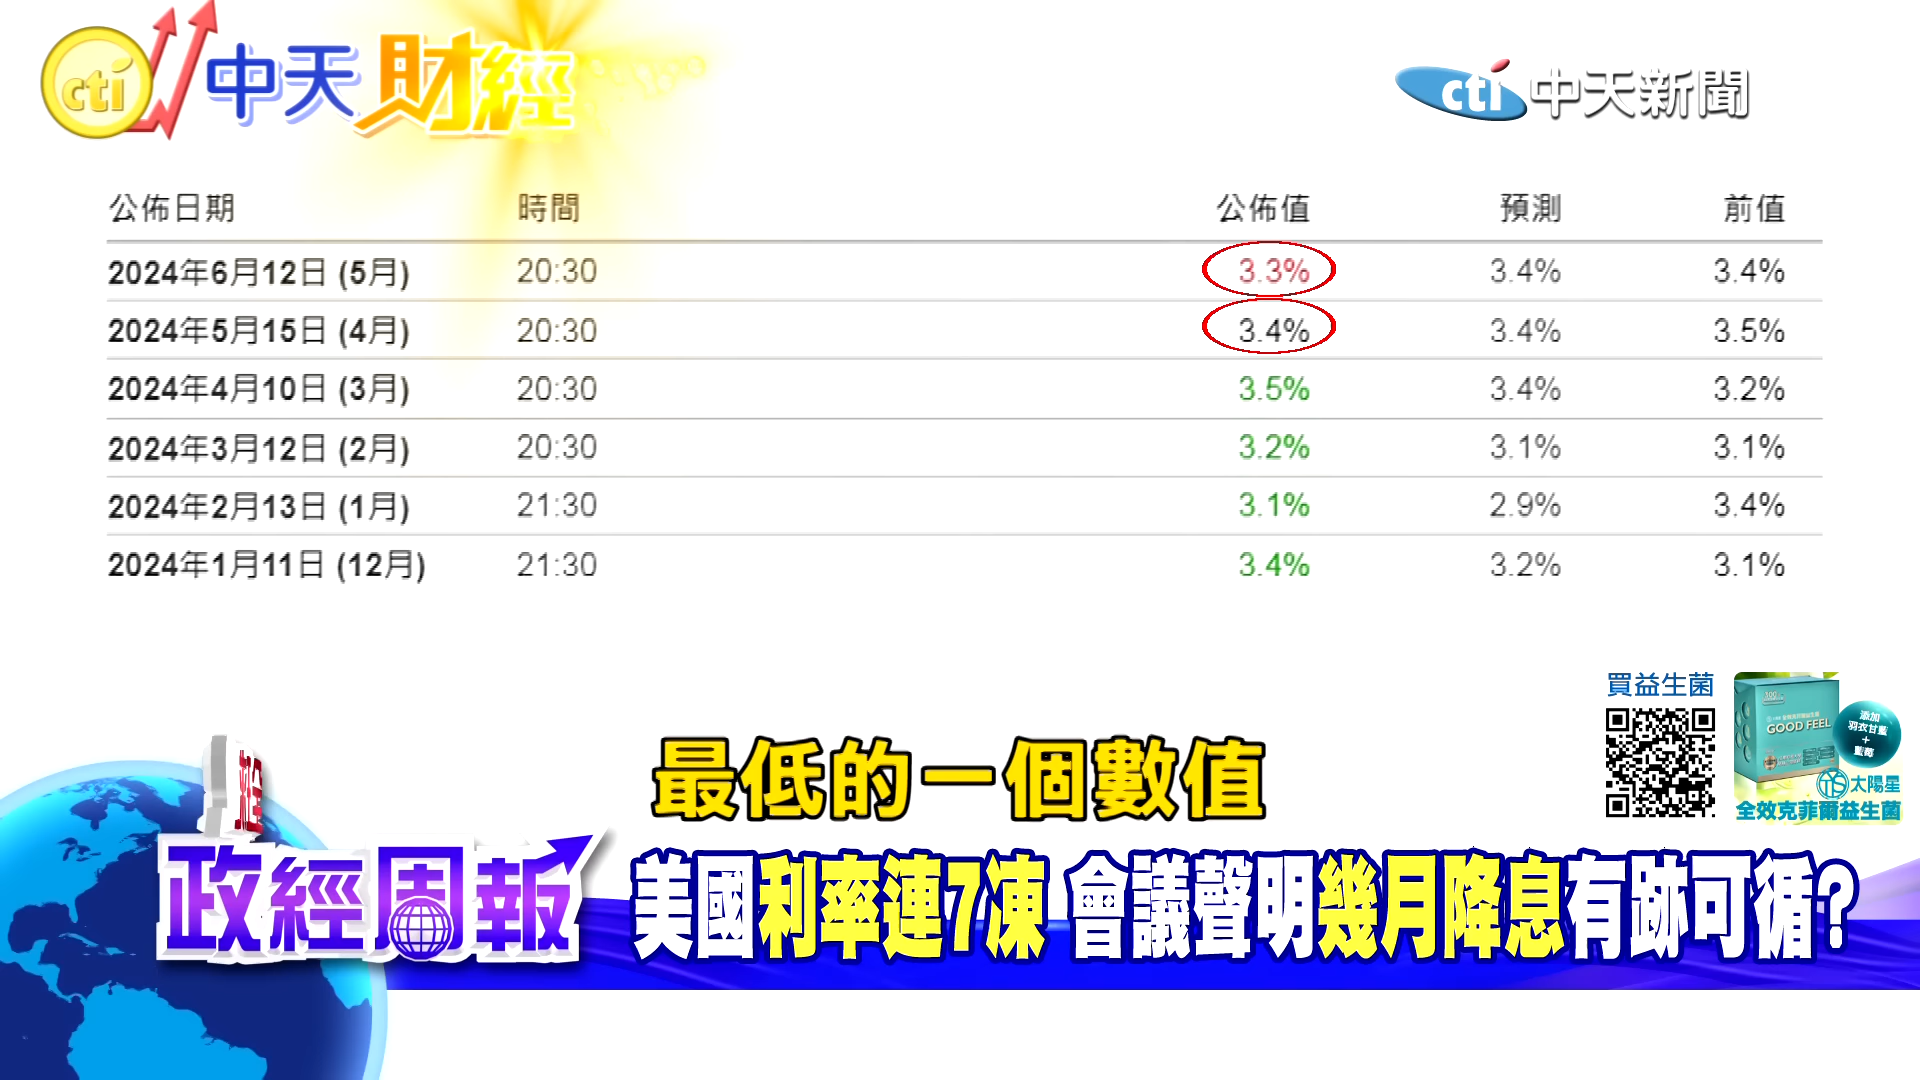 cti 中天財經
cti 中天新聞
公佈日期 時間 公佈值 預測 前值
2024年6月12日 (5月) 20:30 3.3% 3.4% 3.4%
2024年5月15日 (4月) 20:30 3.4% 3.4% 3.5%
2024年4月10日 (3月) 20:30 3.5% 3.4% 3.2%
2024年3月12日 (2月) 20:30 3.2% 3.1% 3.1%
2024年2月13日 (1月) 21:30 3.1% 2.9% 3.4%
2024年1月11日 (12月) 21:30 3.4% 3.2% 3.1%
買益生菌
GOOD FEEL
添加
羽衣甘藍
+
藍莓
太陽星
全效克菲爾益生菌
最低的一個數值
政經周報
美國利率連7凍 會議聲明幾月降息有跡可循?